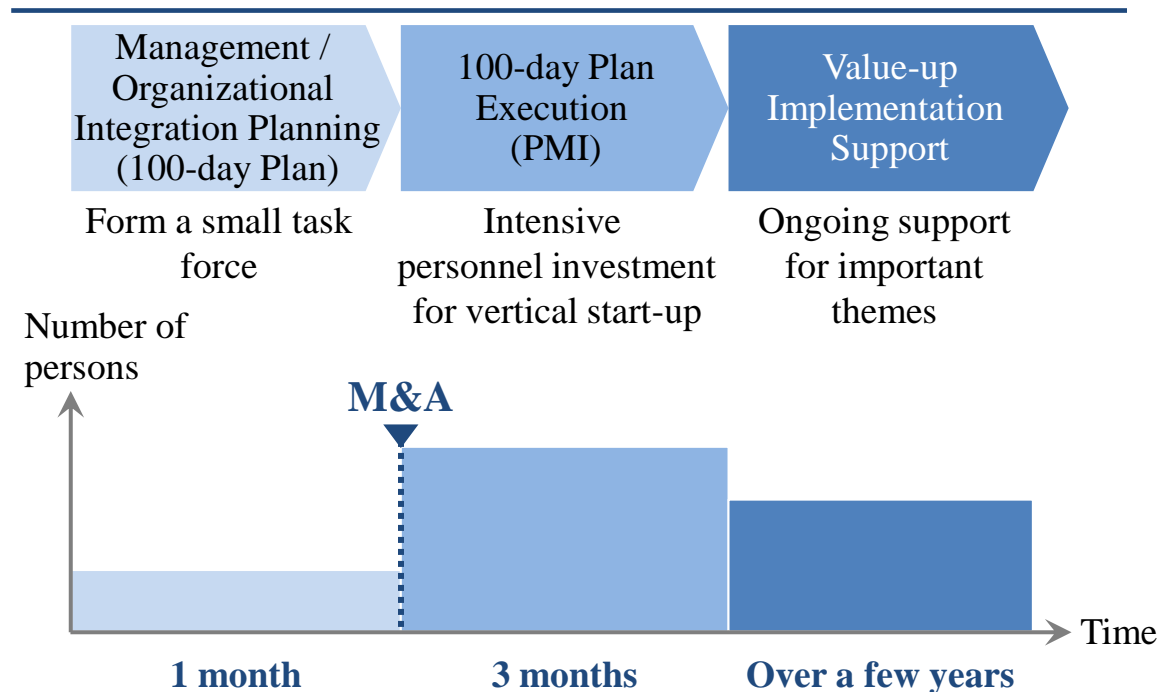 Management /
Organizational
Integration Planning
(100-day Plan)
100-day Plan
Execution
(PMI)
Value-up
Implementation
Support
Form a small task
force
Intensive
personnel investment
for vertical start-up
Ongoing support
for important
themes
Number of
persons
M&A
Time
1 month
3 months
Over a few years